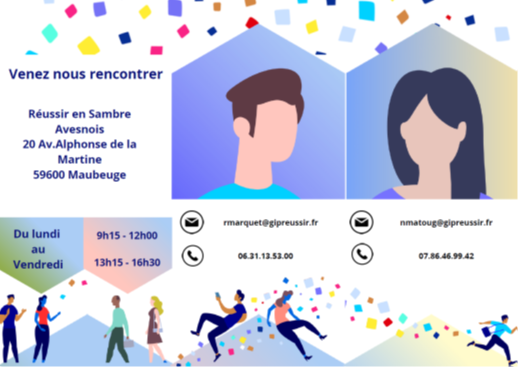 Venez nous rencontrer
Réussir en Sambre
Avesnois
20 Av.Alphonse de la
Martine
59600 Maubeuge
Du lundi
au
Vendredi
9h15 - 12h00
13h15 - 16h30
rmarquet@gipreussir.fr
06.31.13.53.00
nmatoug@gipreussir.fr
07.86.46.99.42